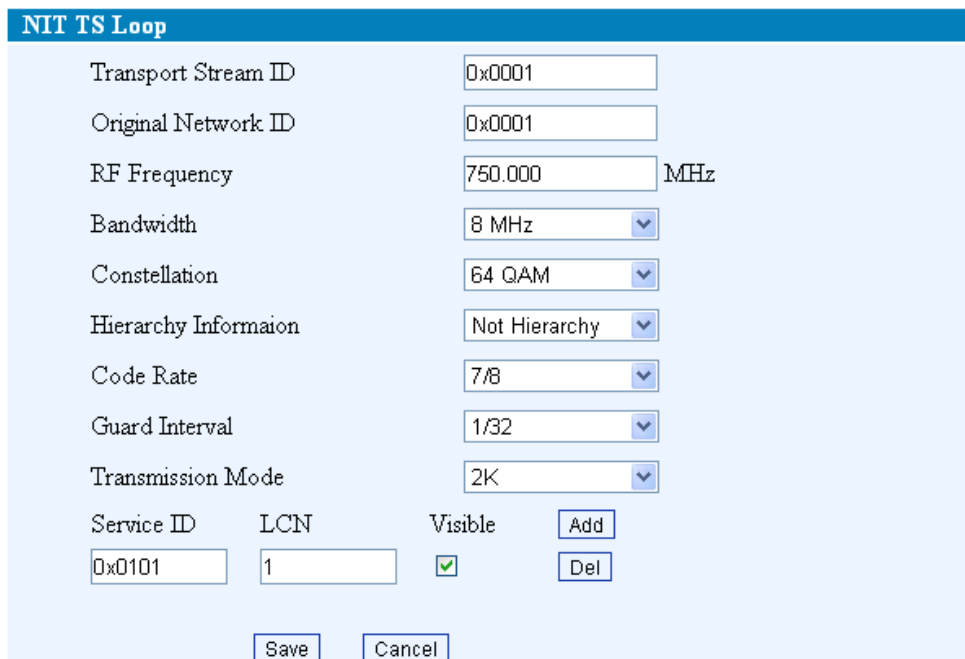 NIT TS Loop
Transport Stream ID 0x0001
Original Network ID 0x0001
RF Frequency 750.000 MHz
Bandwidth 8 MHz
Constellation 64 QAM
Hierarchy Informaion Not Hierarchy
Code Rate 7/8
Guard Interval 1/32
Transmission Mode 2K
Service ID LCN Visible Add
0x0101 1 Del
Save Cancel